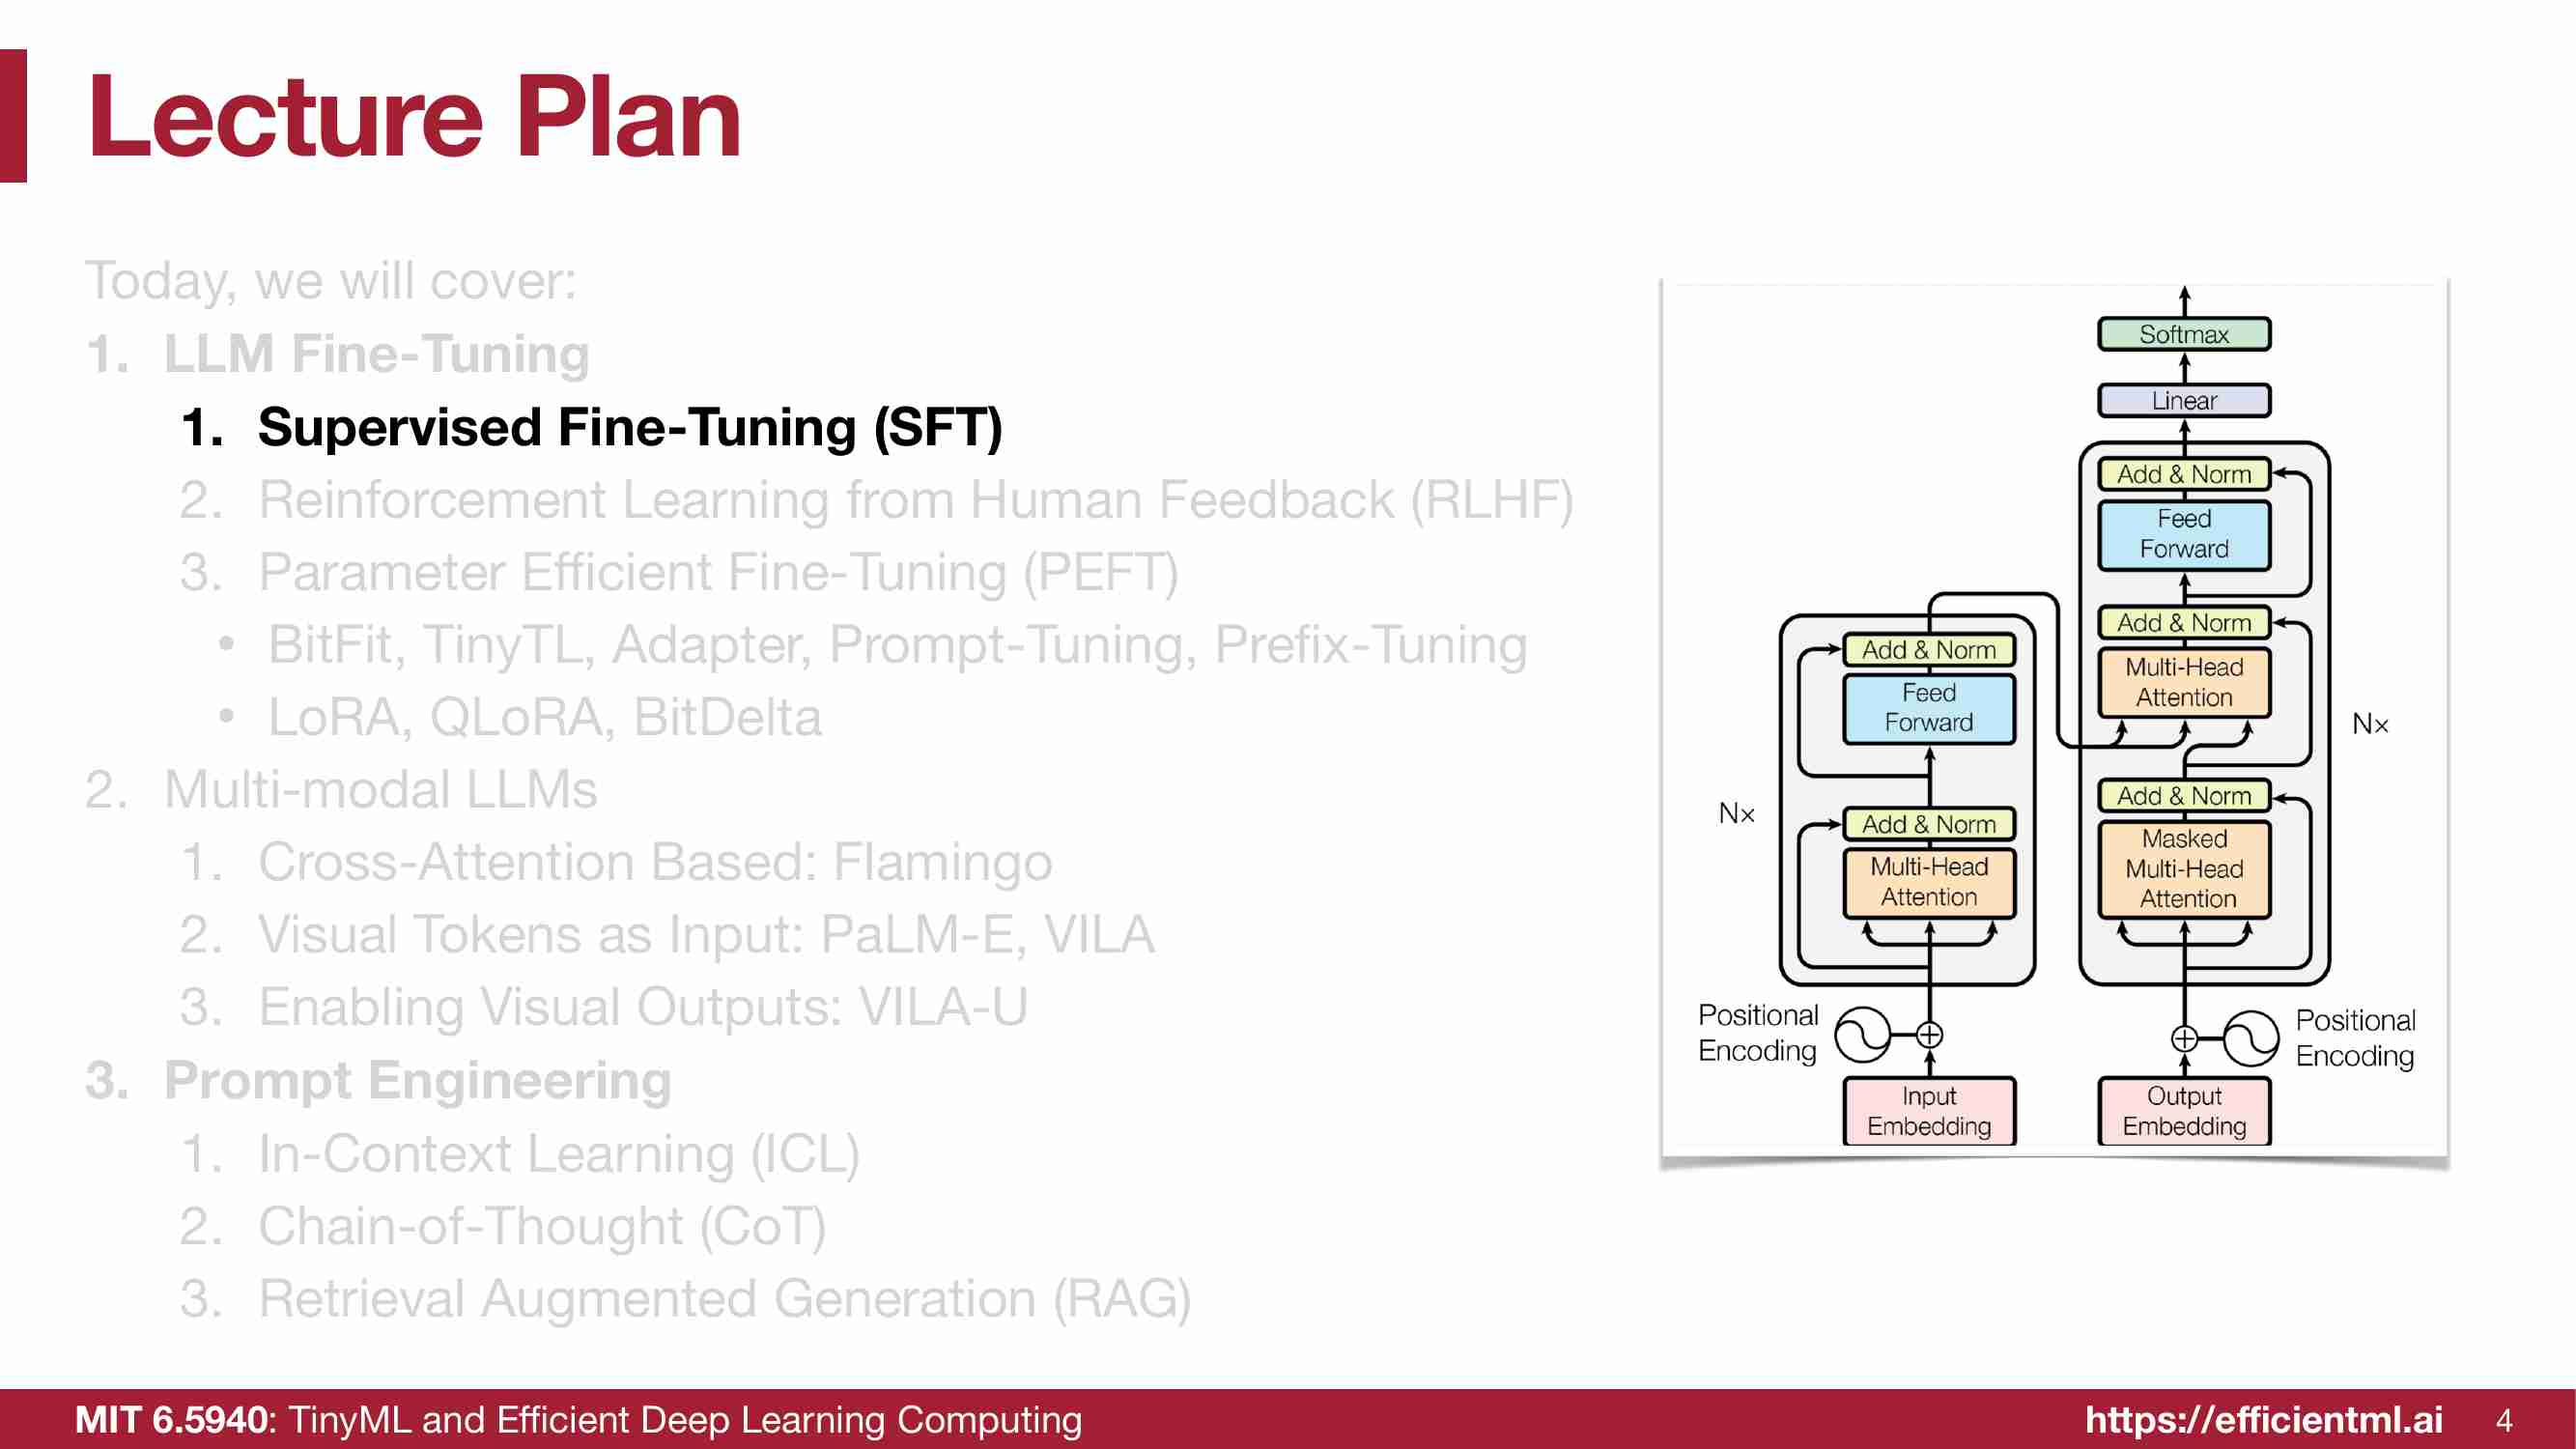 Lecture Plan
Today, we will cover:
1. LLM Fine-Tuning
1. Supervised Fine-Tuning (SFT)
2. Reinforcement Learning from Human Feedback (RLHF)
3. Parameter Efficient Fine-Tuning (PEFT)
• BitFit, TinyTL, Adapter, Prompt-Tuning, Prefix-Tuning
• LoRA, QLoRA, BitDelta
2. Multi-modal LLMs
1. Cross-Attention Based: Flamingo
2. Visual Tokens as Input: PaLM-E, VILA
3. Enabling Visual Outputs: VILA-U
3. Prompt Engineering
1. In-Context Learning (ICL)
2. Chain-of-Thought (CoT)
3. Retrieval Augmented Generation (RAG)
Softmax
Linear
Add & Norm
Feed
Forward
Add & Norm
Multi-Head
Attention
N×
Add & Norm
Masked
Multi-Head
Attention
Add & Norm
Feed
Forward
N×
Add & Norm
Multi-Head
Attention
Positional
Encoding
Positional
Encoding
Input
Embedding
Output
Embedding
MIT 6.5940: TinyML and Efficient Deep Learning Computing
https://efficientml.ai
4